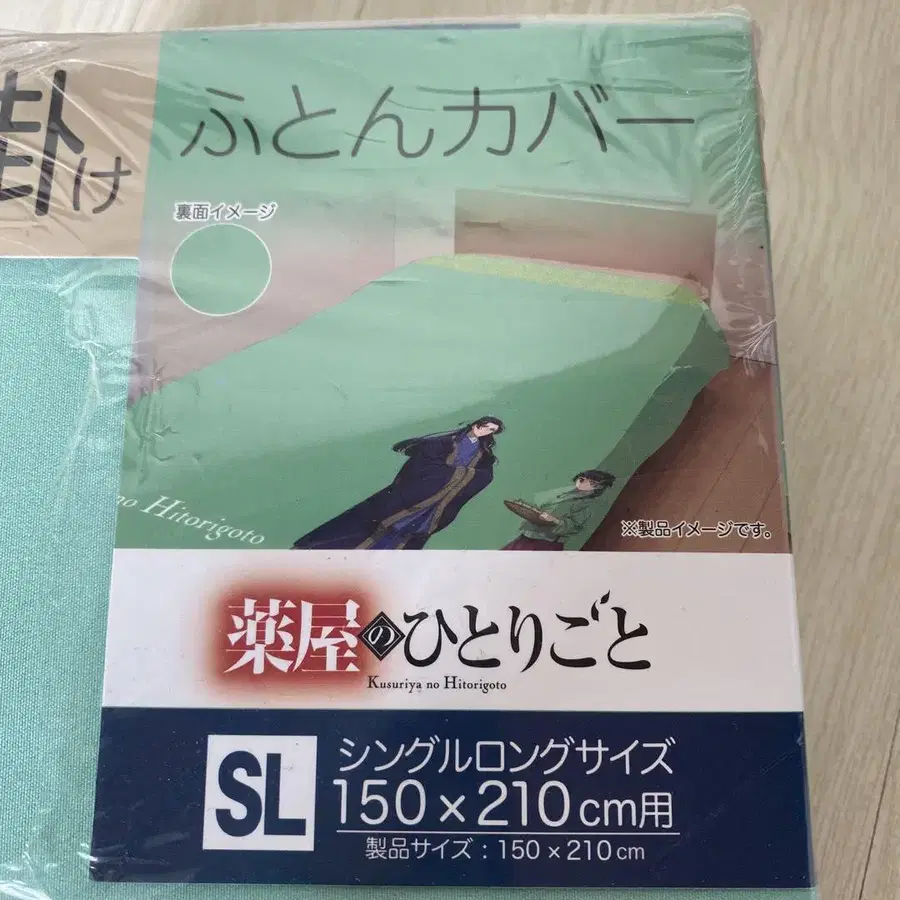 掛け ふとんカバー
裏面イメージ
no Hitorigoto
※製品イメージです。
薬屋のひとりごと
Kusuriya no Hitorigoto
SL
シングルロングサイズ
150×210cm用
製品サイズ：150×210cm